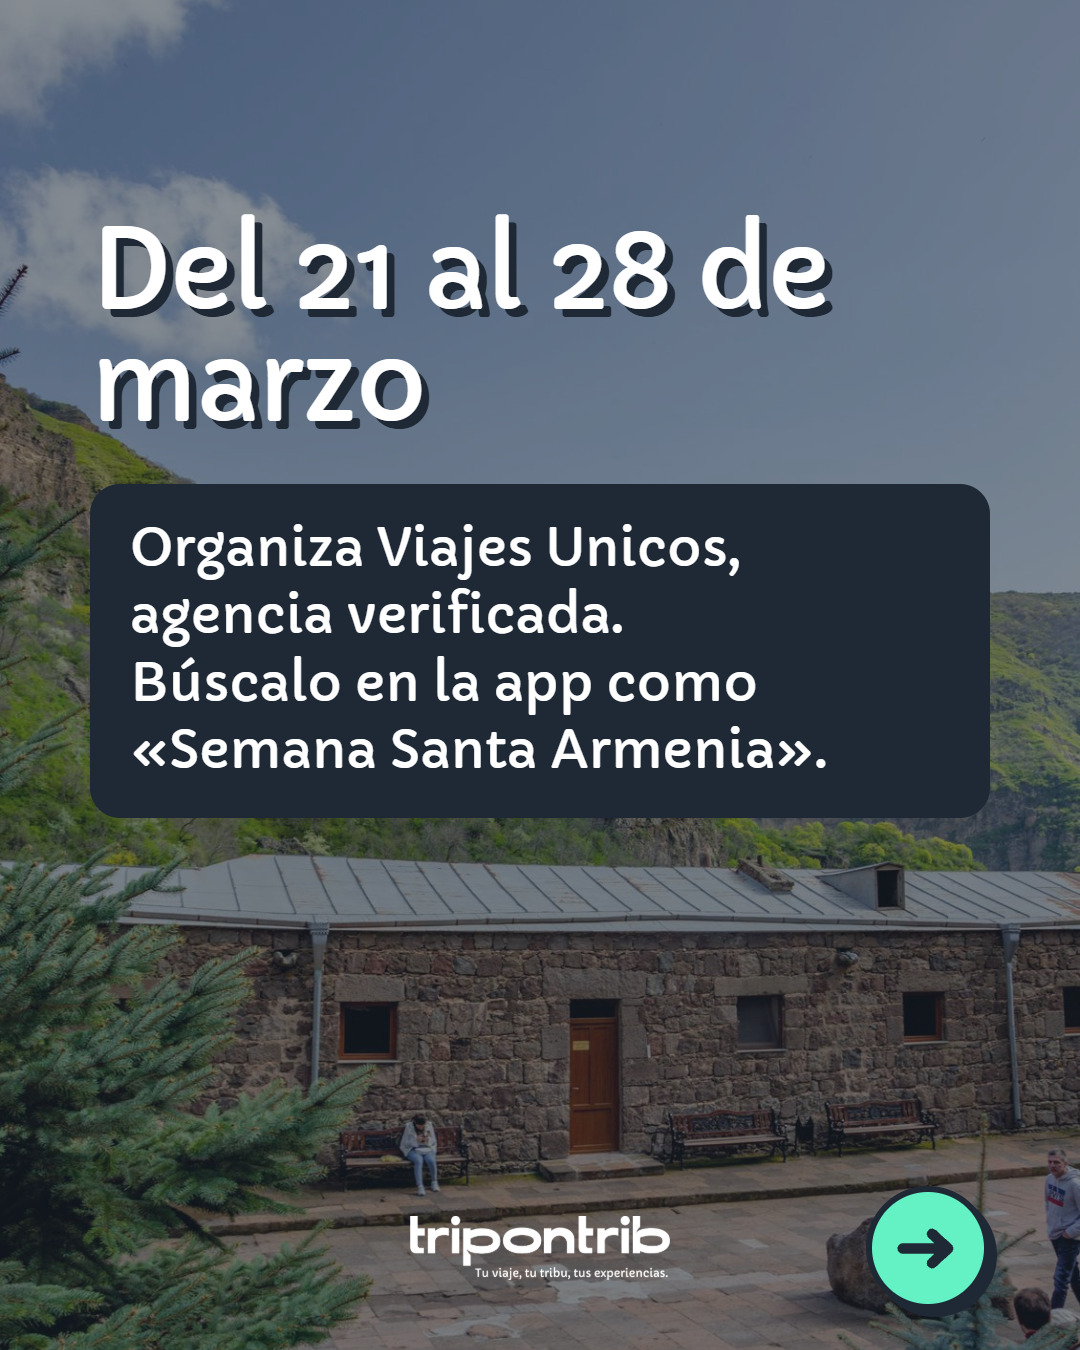 Del 21 al 28 de
marzo
Organiza Viajes Unicos,
agencia verificada.
Búscalo en la app como
«Semana Santa Armenia».
tripontrib
Tu viaje, tu tribu, tus experiencias.